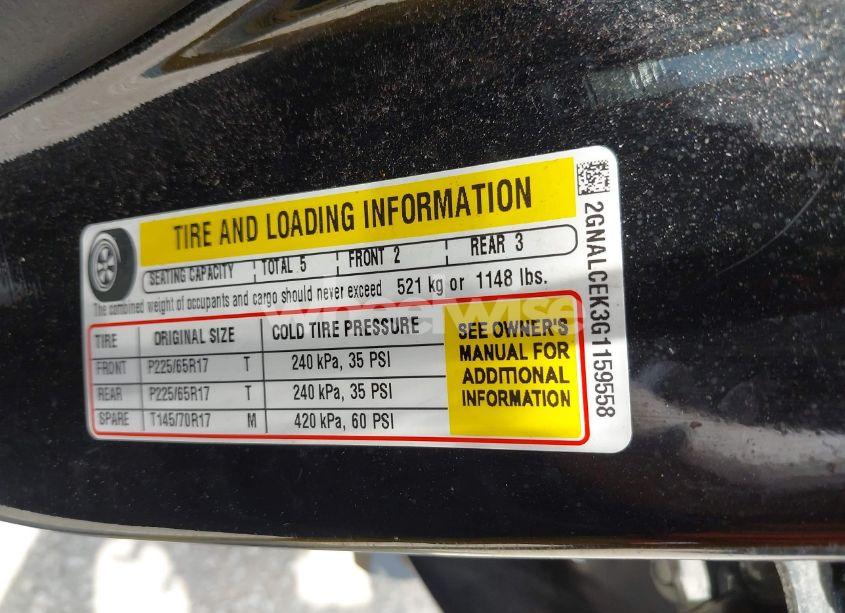 TIRE AND LOADING INFORMATION
SEATING CAPACITY TOTAL 5 FRONT 2 REAR 3
The combined weight of occupants and cargo should never exceed 521 kg or 1148 lbs.
TIRE ORIGINAL SIZE COLD TIRE PRESSURE
FRONT P225/65R17 T 240 kPa, 35 PSI
REAR P225/65R17 T 240 kPa, 35 PSI
SPARE T145/70R17 M 420 kPa, 60 PSI
SEE OWNER'S
MANUAL FOR
ADDITIONAL
INFORMATION
2GNALCEK3G1159558
wheelwise